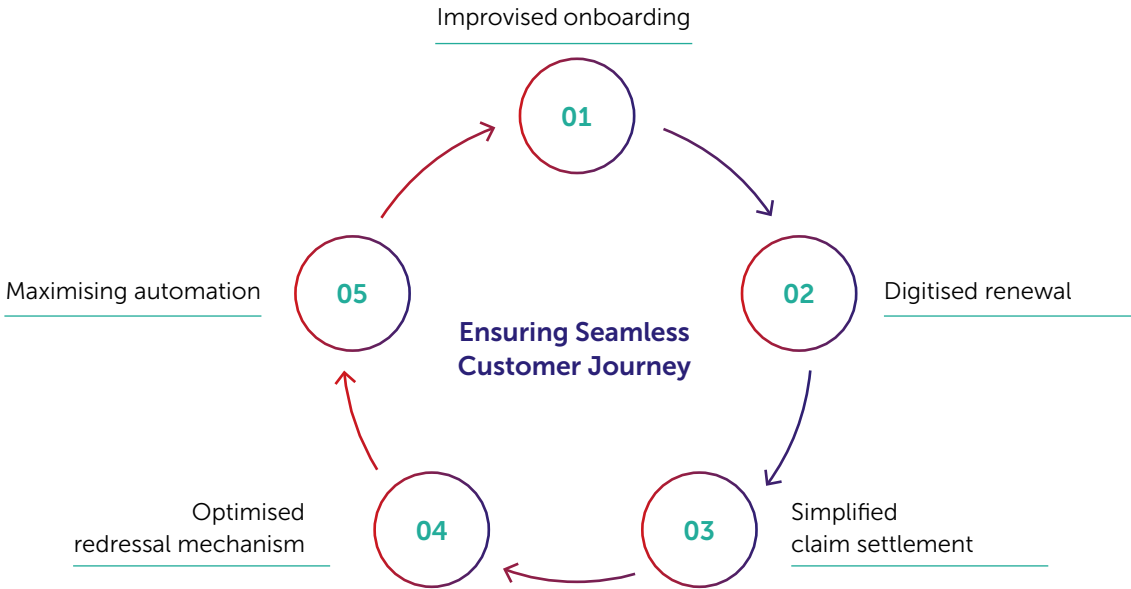 Improvised onboarding
01
02
Digitised renewal
03
Simplified
claim settlement
04
Optimised
redressal mechanism
05
Maximising automation
Ensuring Seamless
Customer Journey